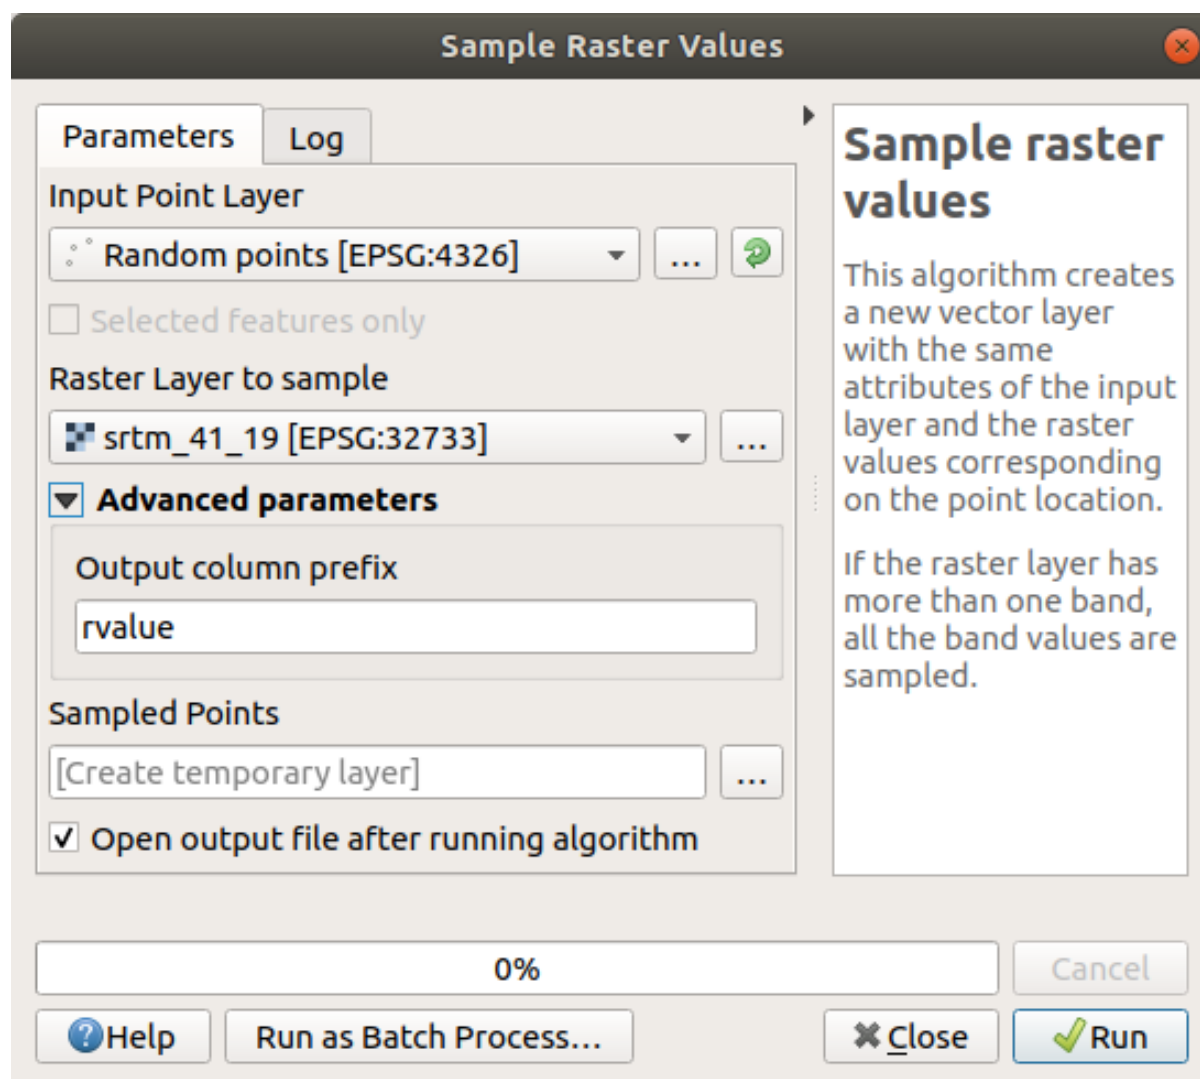 Sample Raster Values
Parameters
Log
Input Point Layer
Random points [EPSG:4326]
...
Selected features only
Raster Layer to sample
srtm_41_19 [EPSG:32733]
...
Advanced parameters
Output column prefix
rvalue
Sampled Points
[Create temporary layer]
...
Open output file after running algorithm
Sample raster
values
This algorithm creates
a new vector layer
with the same
attributes of the input
layer and the raster
values corresponding
on the point location.
If the raster layer has
more than one band,
all the band values are
sampled.
0%
Cancel
Help
Run as Batch Process...
Close
Run